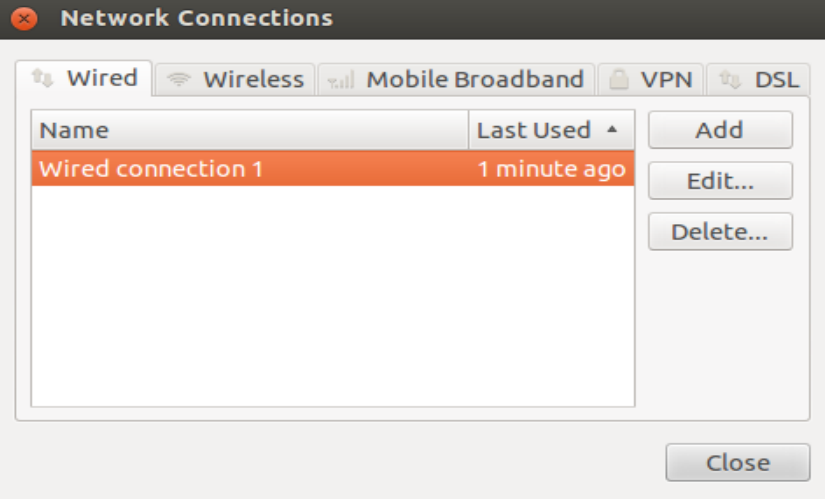 Network Connections
Wired Wireless Mobile Broadband VPN DSL
Name Last Used Add
Wired connection 1 1 minute ago Edit...
Delete...
Close